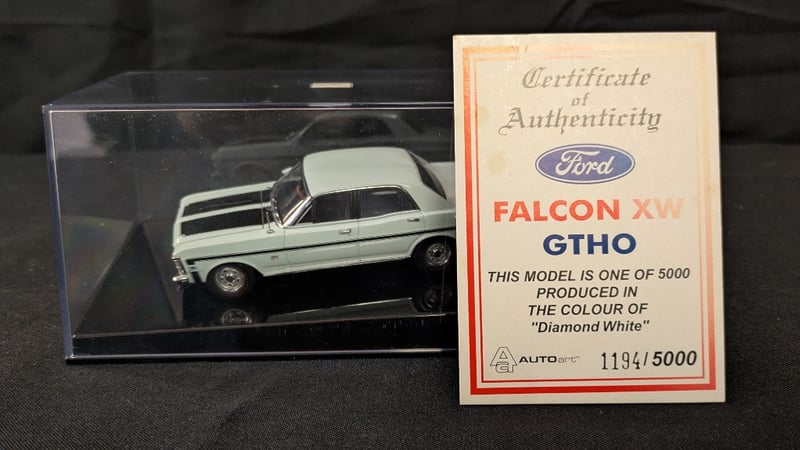 Certificate
of
Authenticity
Ford
FALCON XW
GTHO
THIS MODEL IS ONE OF 5000
PRODUCED IN
THE COLOUR OF
"Diamond White"
AUTOart™ 1194/5000